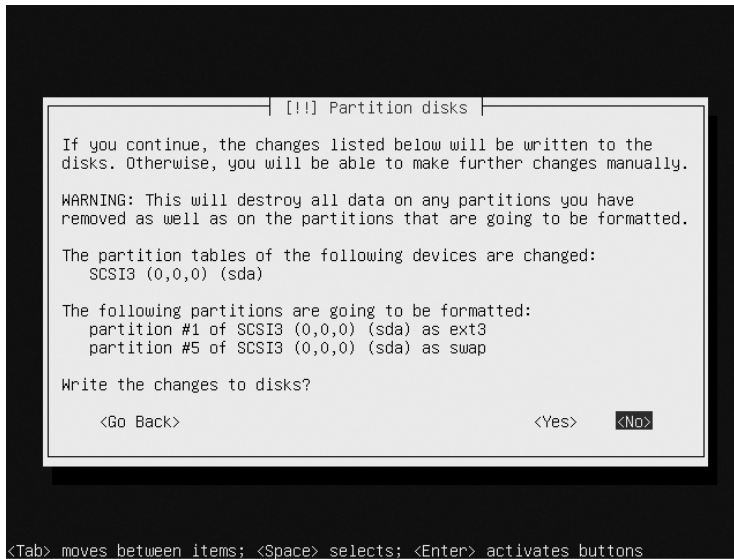 [!!] Partition disks
If you continue, the changes listed below will be written to the
disks. Otherwise, you will be able to make further changes manually.
WARNING: This will destroy all data on any partitions you have
removed as well as on the partitions that are going to be formatted.
The partition tables of the following devices are changed:
SCSI3 (0,0,0) (sda)
The following partitions are going to be formatted:
partition #1 of SCSI3 (0,0,0) (sda) as ext3
partition #5 of SCSI3 (0,0,0) (sda) as swap
Write the changes to disks?
<Go Back> <Yes> <No>
<Tab> moves between items; <Space> selects; <Enter> activates buttons